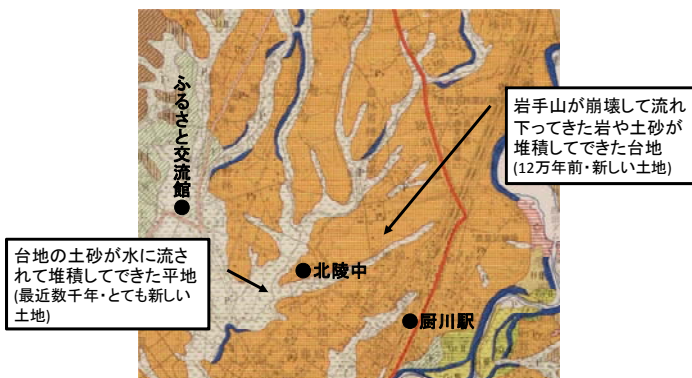 ふるさと交流館
岩手山が崩壊して流れ
下ってきた岩や土砂が
堆積してできた台地
(12万年前・新しい土地)
台地の土砂が水に流さ
れて堆積してできた平地
(最近数千年・とても新しい
土地)
北陵中
厨川駅